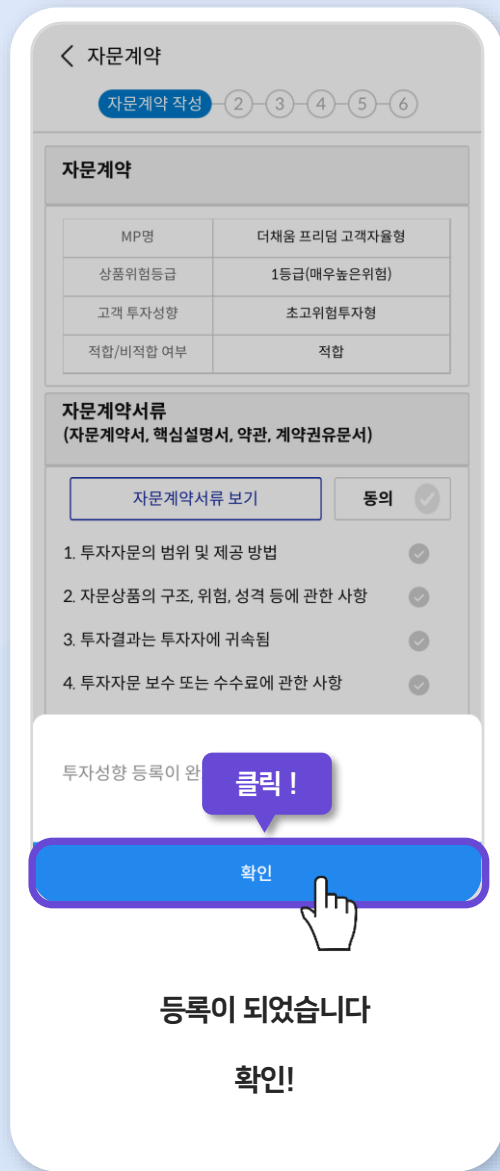 자문계약
자문계약 작성 2 3 4 5 6
자문계약
MP명 더채움 프리덤 고객자율형
상품위험등급 1등급(매우높은위험)
고객 투자성향 초고위험투자형
적합/비적합 여부 적합
자문계약서류
(자문계약서, 핵심설명서, 약관, 계약권유문서)
자문계약서류 보기 동의
1. 투자자문의 범위 및 제공 방법
2. 자문상품의 구조, 위험, 성격 등에 관한 사항
3. 투자결과는 투자자에 귀속됨
4. 투자자문 보수 또는 수수료에 관한 사항
투자성향 등록이 완
클릭 !
확인
등록이 되었습니다
확인!